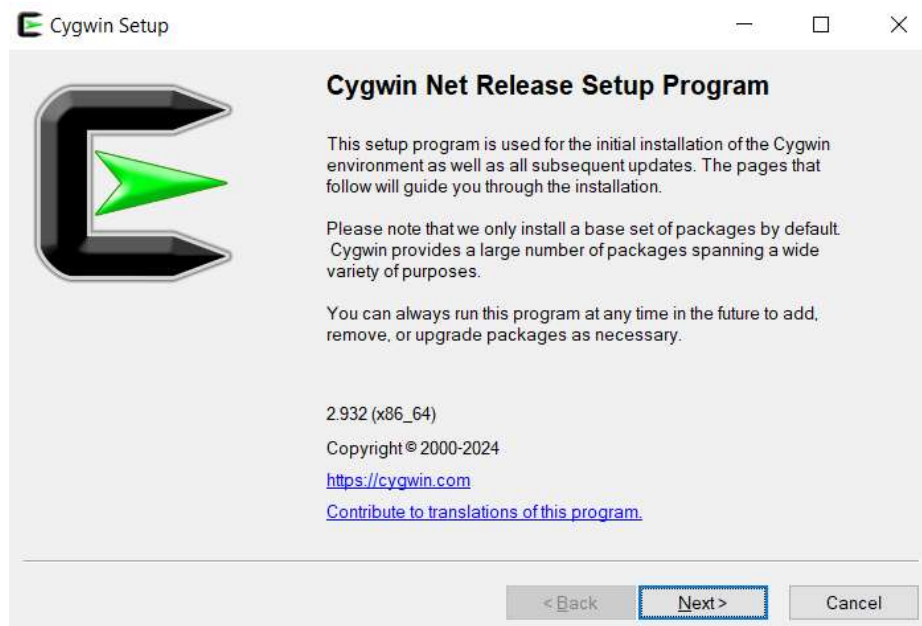 Cygwin Setup
Cygwin Net Release Setup Program
This setup program is used for the initial installation of the Cygwin
environment as well as all subsequent updates. The pages that
follow will guide you through the installation.
Please note that we only install a base set of packages by default.
Cygwin provides a large number of packages spanning a wide
variety of purposes.
You can always run this program at any time in the future to add,
remove, or upgrade packages as necessary.
2.932 (x86_64)
Copyright © 2000-2024
https://cygwin.com
Contribute to translations of this program.
< Back
Next >
Cancel